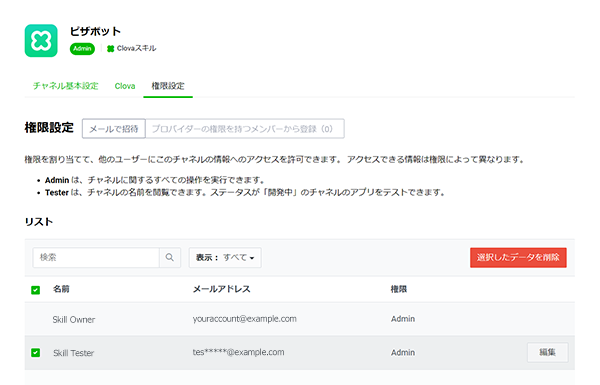 ピザボット
Admin Clovaスキル
チャネル基本設定 Clova 権限設定
権限設定 メールで招待 プロバイダーの権限を持つメンバーから登録（0）
権限を割り当てて、他のユーザーにこのチャネルの情報へのアクセスを許可できます。 アクセスできる情報は権限によって異なります。
• Admin は、チャネルに関するすべての操作を実行できます。
• Tester は、チャネルの名前を閲覧できます。ステータスが「開発中」のチャネルのアプリをテストできます。
リスト
検索 表示： すべて 選択したデータを削除
名前 メールアドレス 権限
Skill Owner youraccount@example.com Admin
Skill Tester tes*****@example.com Admin 編集